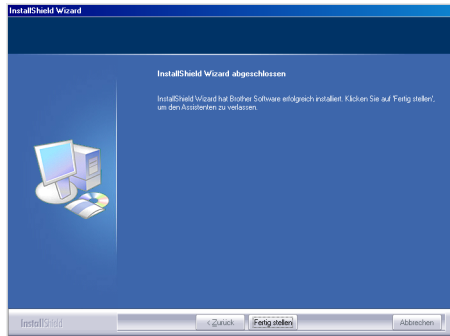 InstallShield Wizard
InstallShield Wizard abgeschlossen
InstallShield Wizard hat Brother Software erfolgreich installiert. Klicken Sie auf 'Fertig stellen',
um den Assistenten zu verlassen.
InstallShield
< Zurück
Fertig stellen
Abbrechen